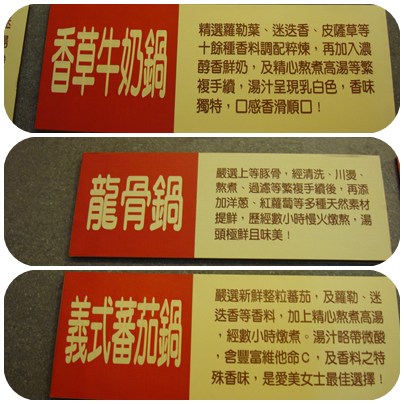 香草牛奶鍋
精選蘿勒葉、迷迭香、皮薩草等
十餘種香料調配粹煉，再加入濃
醇香鮮奶，及精心熬煮高湯等繁
複手續，湯汁呈現乳白色，香味
獨特，口感香滑順口！
龍骨鍋
嚴選上等豚骨，經清洗、川燙、
熬煮、過濾等繁複手續後，再添
加洋蔥、紅蘿蔔等多種天然素材
提鮮，歷經數小時慢火燉熬，湯
頭極鮮且味美！
義式蕃茄鍋
嚴選新鮮整粒蕃茄，及蘿勒、迷
迭香等香料，加上精心熬煮高湯
，經數小時燉煮。湯汁略帶微酸
，含豐富維他命C，及香料之特
殊香味，是愛美女士最佳選擇！